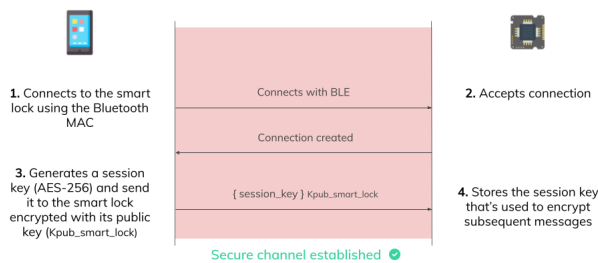 1. Connects to the smart
lock using the Bluetooth
MAC
Connects with BLE
2. Accepts connection
Connection created
3. Generates a session
key (AES-256) and send
it to the smart lock
encrypted with its public
key (Kpub_smart_lock)
{ session_key } Kpub_smart_lock
4. Stores the session key
that's used to encrypt
subsequent messages
Secure channel established